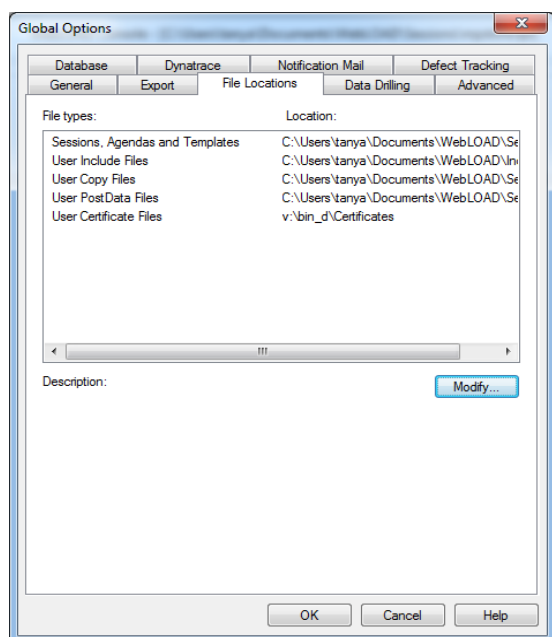 Global Options
Database Dynatrace Notification Mail Defect Tracking
General Export File Locations Data Drilling Advanced
File types: Location:
Sessions, Agendas and Templates C:\Users\tanya\Documents\WebLOAD\Se
User Include Files C:\Users\tanya\Documents\WebLOAD\In
User Copy Files C:\Users\tanya\Documents\WebLOAD\Se
User PostData Files C:\Users\tanya\Documents\WebLOAD\Se
User Certificate Files v:\bin_d\Certificates
Description: Modify...
OK Cancel Help